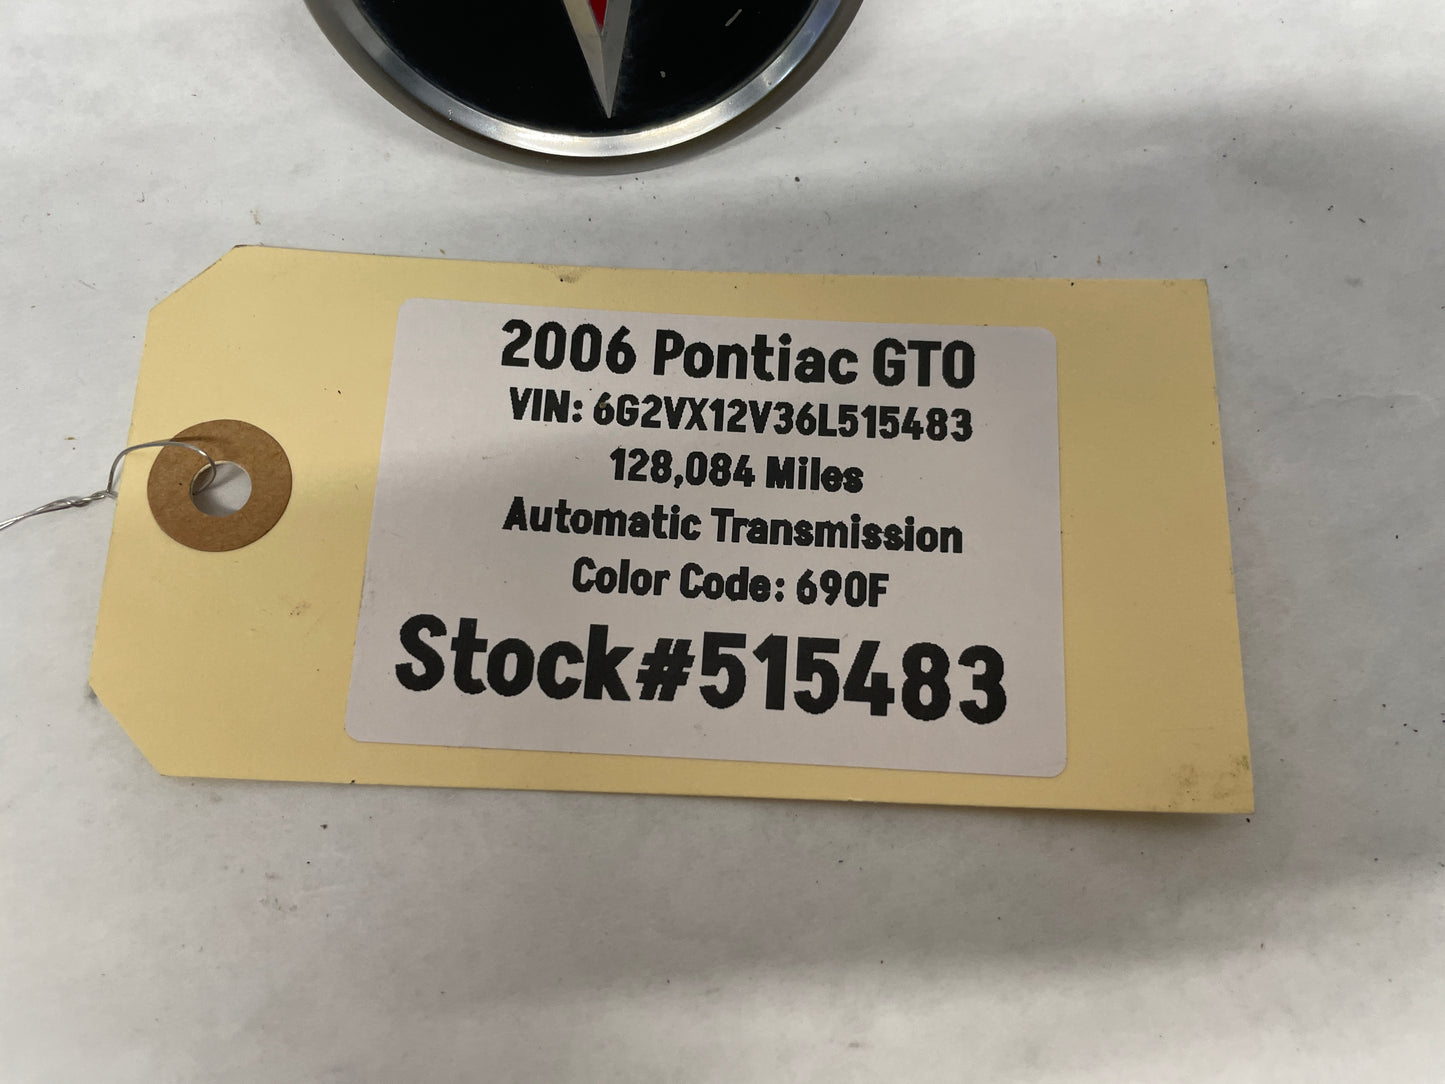 2006 Pontiac GTO
VIN: 6G2VX12V36L515483
128,084 Miles
Automatic Transmission
Color Code: 690F
Stock#515483